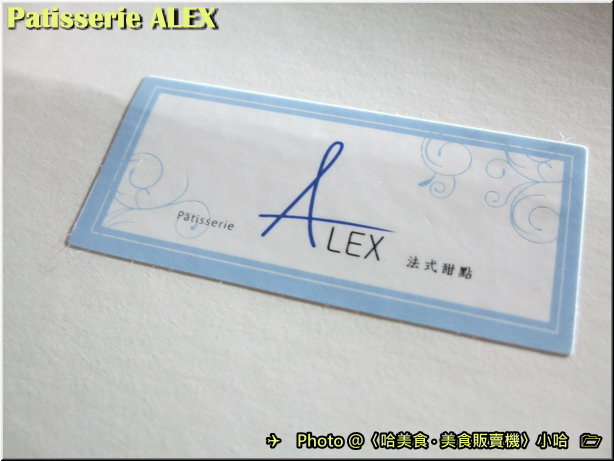 Patisserie ALEX
Pâtisserie
ALEX
法式甜點
Photo @〈哈美食·美食販賣機〉小哈